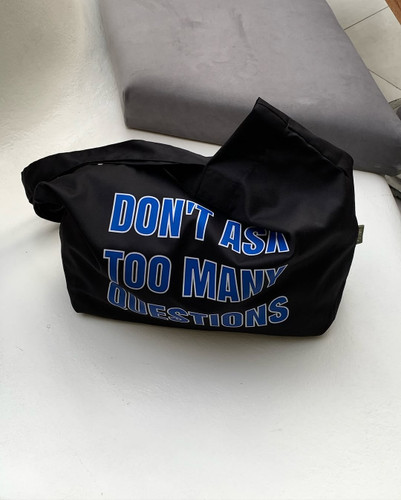 DON'T ASK
TOO MANY
QUESTIONS